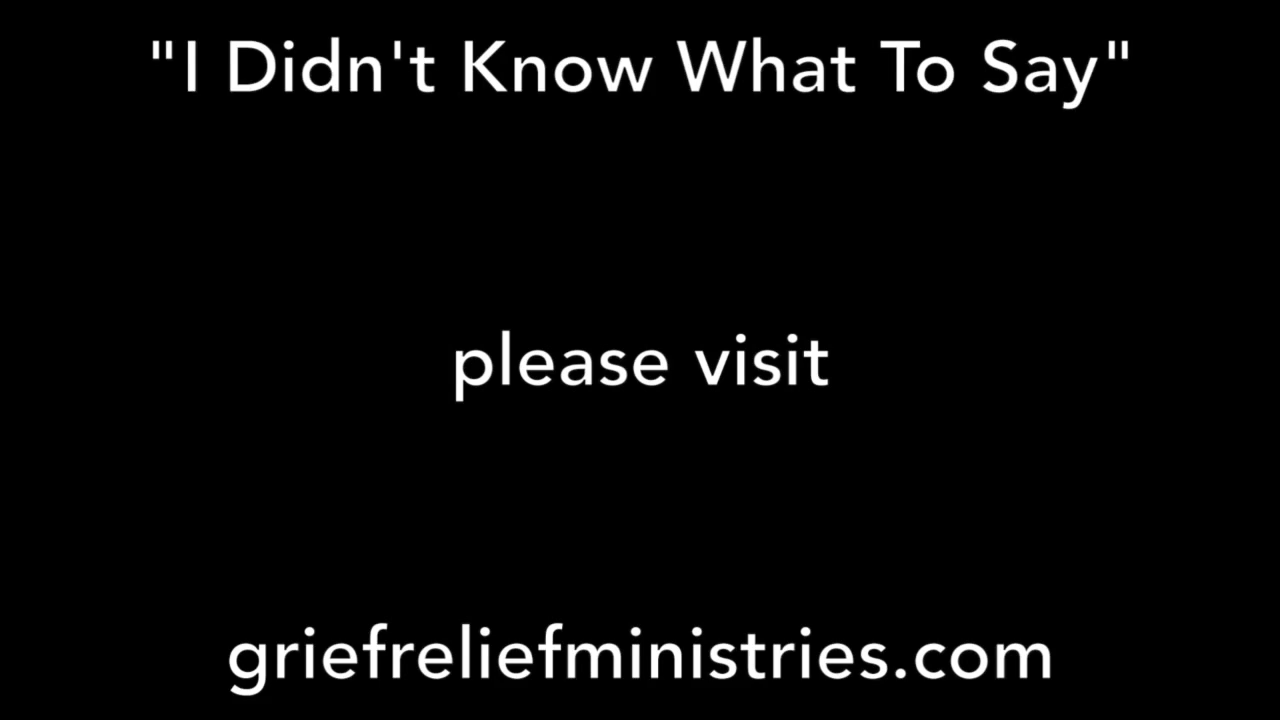 "I Didn't Know What To Say"
please visit
griefreliefministries.com